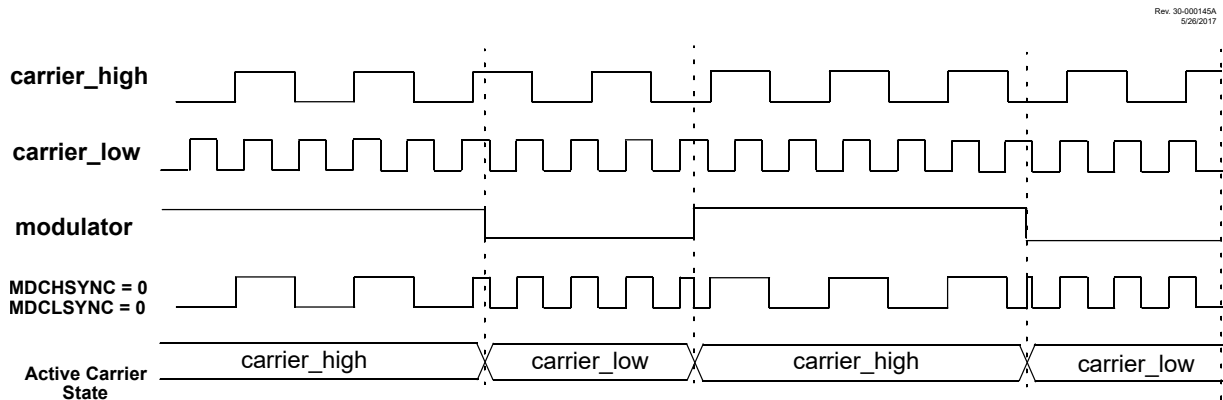 Rev. 30-000145A
5/26/2017
carrier_high
carrier_low
modulator
MDCHSYNC = 0
MDCLSYNC = 0
Active Carrier
State
carrier_high
carrier_low
carrier_high
carrier_low